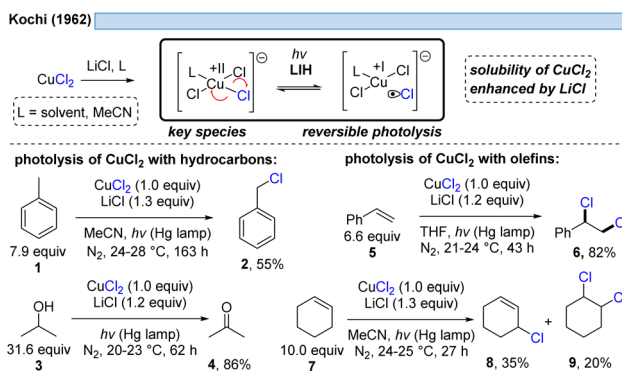 Kochi (1962)
CuCl2
LiCl, L
L = solvent, MeCN
L
+II
Cu
Cl
Cl
Cl
⊖
key species
hν
LIH
L
+I
Cu
Cl
Cl
Cl
⊖
reversible photolysis
solubility of CuCl2
enhanced by LiCl
photolysis of CuCl2 with hydrocarbons:
7.9 equiv
1
CuCl2 (1.0 equiv)
LiCl (1.3 equiv)
MeCN, hν (Hg lamp)
N2, 24-28 °C, 163 h
Cl
2, 55%
OH
31.6 equiv
3
CuCl2 (1.0 equiv)
LiCl (1.2 equiv)
hν (Hg lamp)
N2, 20-23 °C, 62 h
O
4, 86%
photolysis of CuCl2 with olefins:
Ph
6.6 equiv
5
CuCl2 (1.0 equiv)
LiCl (1.2 equiv)
THF, hν (Hg lamp)
N2, 21-24 °C, 43 h
Cl
Ph
6, 82%
10.0 equiv
7
CuCl2 (1.0 equiv)
LiCl (1.3 equiv)
MeCN, hν (Hg lamp)
N2, 24-25 °C, 27 h
Cl
8, 35%
+
Cl
9, 20%